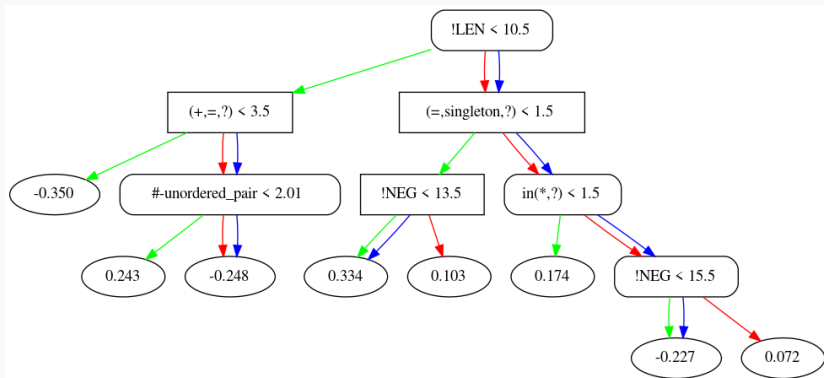 !LEN < 10.5
(+,=,?) < 3.5
(=,singleton,?) < 1.5
-0.350
#-unordered_pair < 2.01
!NEG < 13.5
in(*,?) < 1.5
0.243
-0.248
0.334
0.103
0.174
!NEG < 15.5
-0.227
0.072